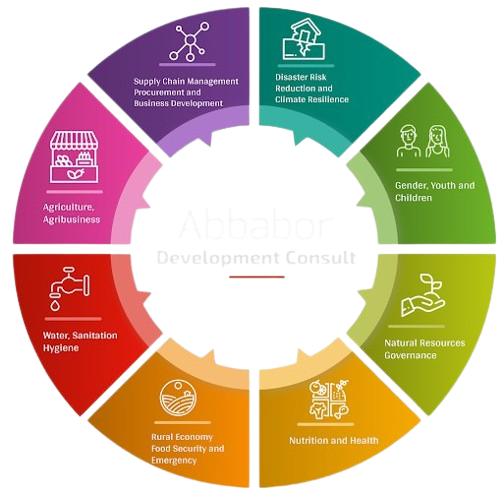 Supply Chain Management
Procurement and
Business Development
Disaster Risk
Reduction and
Climate Resilience
Gender, Youth and
Children
Natural Resources
Governance
Nutrition and Health
Rural Economy
Food Security and
Emergency
Water, Sanitation
Hygiene
Agriculture,
Agribusiness
Abbabor
Development Consult